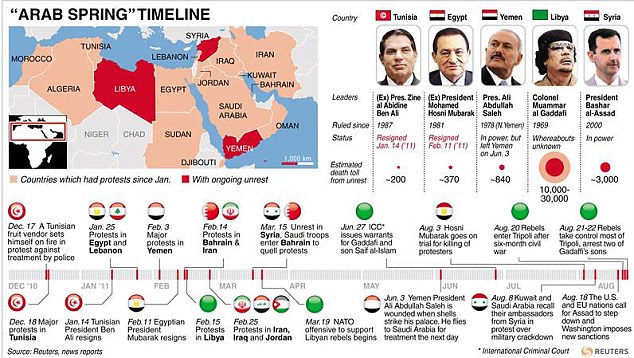 "ARAB SPRING" TIMELINE
MOROCCO
ALGERIA
TUNISIA
LIBYA
NIGER
CHAD
EGYPT
SUDAN
SYRIA
LEBANON
IRAQ
JORDAN
IRAN
KUWAIT
BAHRAIN
SAUDI
ARABIA
OMAN
YEMEN
DJIBOUTI
1,000 km
Countries which had protests since Jan.
With ongoing unrest
Country
Tunisia
Egypt
Yemen
Libya
Syria
Leaders
(Ex) Pres. Zine
al Abidine
Ben Ali
(Ex) President
Mohamed
Hosni Mubarak
Pres. Ali
Abdullah
Saleh
Colonel
Muammar
al Gaddafi
President
Bashar
al-Assad
Ruled since
1987
1981
1978 (N.Yemen)
1969
2000
Status
Resigned
Jan. 14 ('11)
Resigned
Feb. 11 ('11)
In power, but
left Yemen
on Jun. 3
Whereabouts
unknown
In power
Estimated
death toll
from unrest
~200
~370
~840
10,000-
30,000
~3,000
Dec. 17 A Tunisian
fruit vendor sets
himself on fire in
protest against
treatment by police
Jan. 25
Protests in
Egypt and
Lebanon
Feb. 3
Major
protests in
Yemen
Feb.14
Protests in
Bahrain &
Iran
Mar. 15 Unrest in
Syria. Saudi troops
enter Bahrain to
quell protests
Jun. 27 ICC*
issues warrants
for Gaddafi and
son Saif al-Islam
Aug. 3 Hosni
Mubarak goes
on trial for killing
of protesters
Aug. 20 Rebels
enter Tripoli after
six-month civil
war
Aug. 21-22 Rebels
take control most of
Tripoli, arrest two of
Gadaffi's sons
DEC '10
JAN '11
FEB
MAR
APR
MAY
JUN
JUL
AUG
Dec. 18 Major
protests in
Tunisia
Jan. 14 Tunisian
President Ben
Ali resigns
Feb.11 Egyptian
President
Mubarak resigns
Feb.15
Protests
in Libya
Feb.25
Protests in Iran,
Iraq and Jordan
Mar.19 NATO
offensive to support
Libyan rebels begins
Jun. 3 Yemen President
Ali Abdullah Saleh is
wounded when shells
strike his palace. He flies
to Saudi Arabia for
treatment the next day
Aug. 8 Kuwait and
Saudi Arabia recall
their ambassadors
from Syria in
protest over
military crackdown
Aug. 18 The U.S.
and EU nations call
for Assad to step
down and Washington
imposes new
sanctions
Source: Reuters, news reports
* International Criminal Court
REUTERS